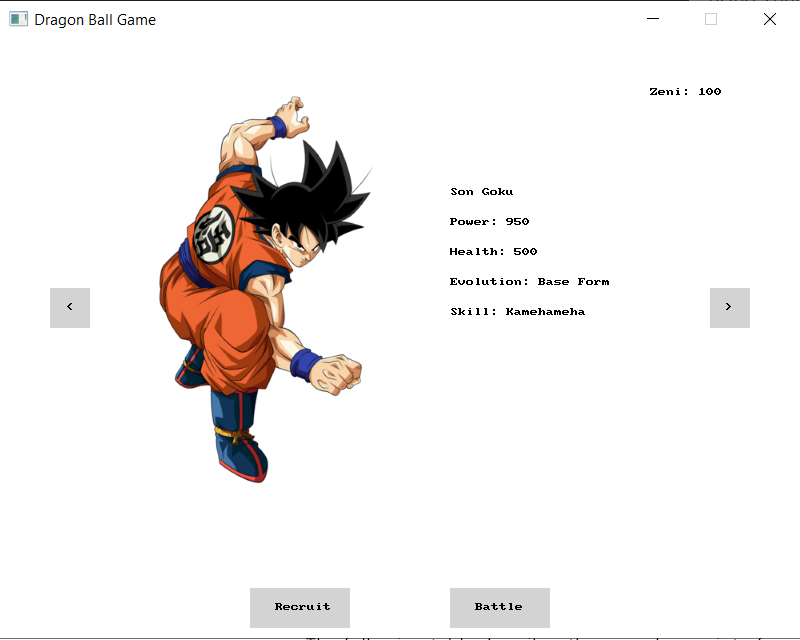 Dragon Ball Game
Zeni: 100
Son Goku
Power: 950
Health: 500
Evolution: Base Form
Skill: Kamehameha
<
>
Recruit
Battle